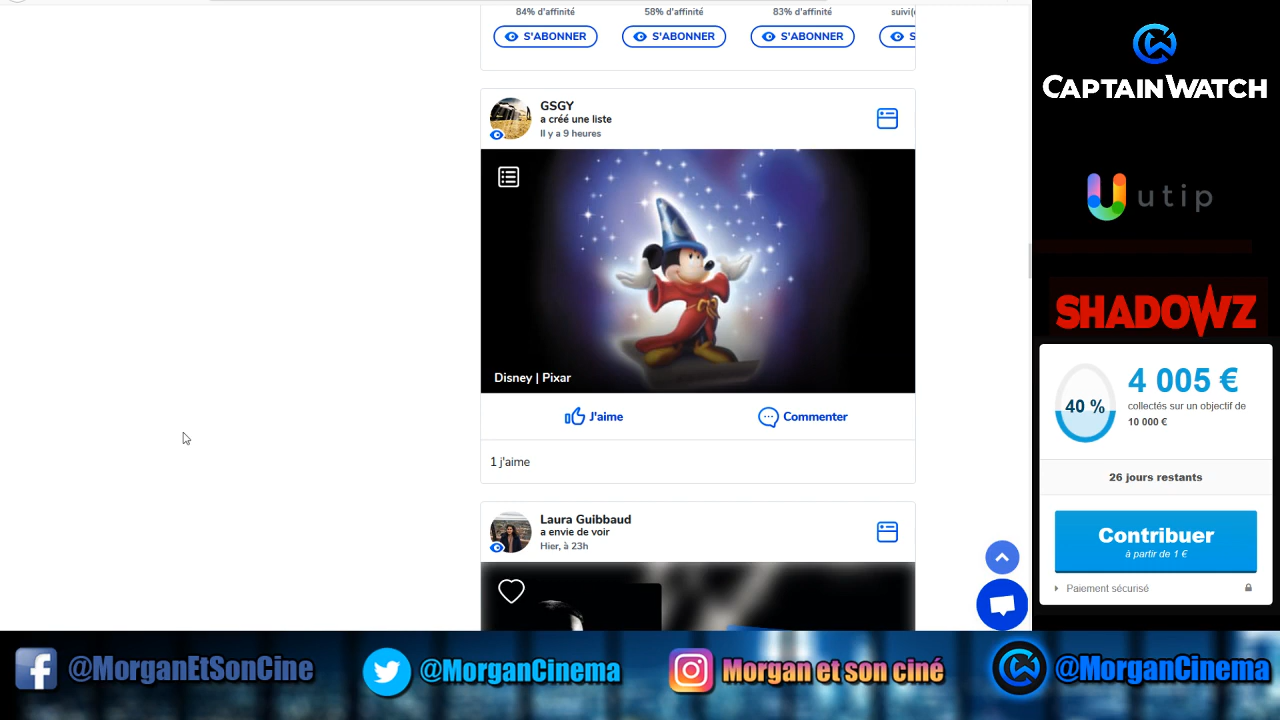 84% d'affinité
58% d'affinité
83% d'affinité
suivi(
S'ABONNER
S'ABONNER
S'ABONNER
S
GSGY
a créé une liste
Il y a 9 heures
Disney | Pixar
J'aime
Commenter
1 j'aime
Laura Guibbaud
a envie de voir
Hier, à 23h
CAPTAINWATCH
utip
SHADOWZ
40 %
4 005 €
collectés sur un objectif de
10 000 €
26 jours restants
Contribuer
à partir de 1 €
Paiement sécurisé
@MorganEtSonCine
@MorganCinema
Morgan et son ciné
@MorganCinema